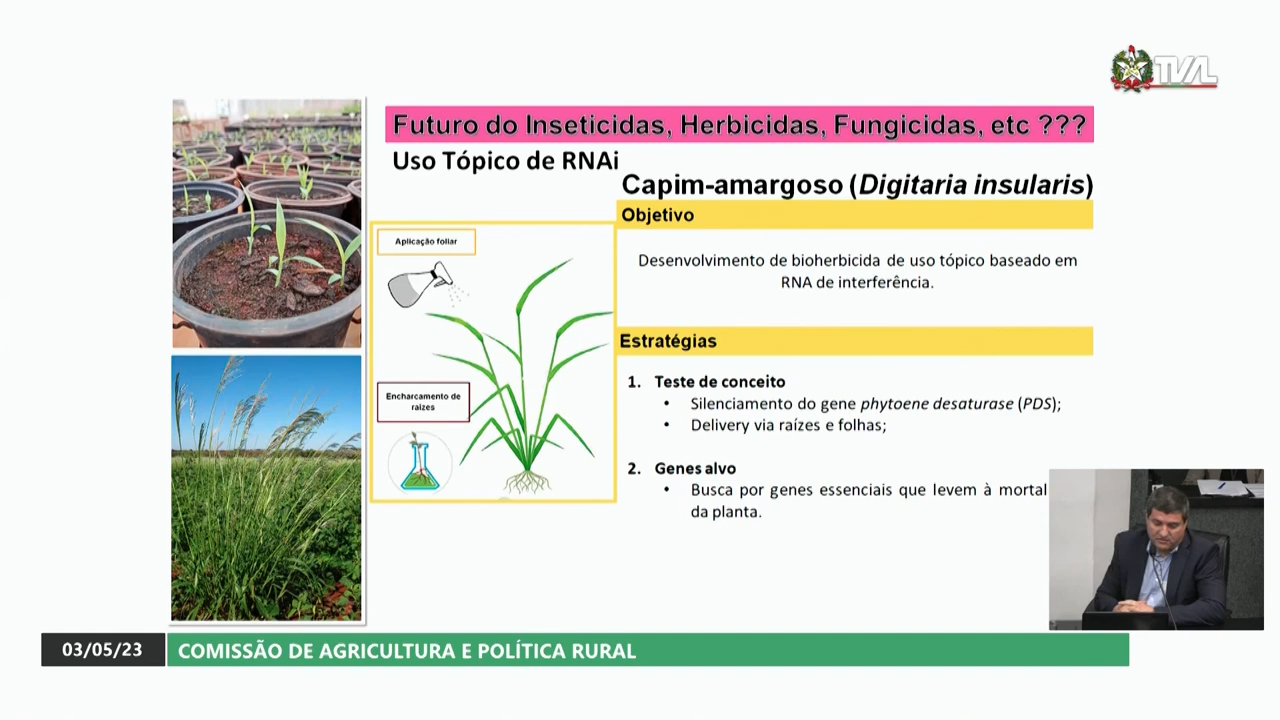 TVAL
Futuro do Inseticidas, Herbicidas, Fungicidas, etc ???
Uso Tópico de RNAi
Capim-amargoso (Digitaria insularis)
Objetivo
Desenvolvimento de bioherbicida de uso tópico baseado em
RNA de interferência.
Aplicação foliar
Encharcamento de
raízes
Estratégias
1. Teste de conceito
• Silenciamento do gene phytoene desaturase (PDS);
• Delivery via raízes e folhas;
2. Genes alvo
• Busca por genes essenciais que levem à mortal
da planta.
03/05/23
COMISSÃO DE AGRICULTURA E POLÍTICA RURAL